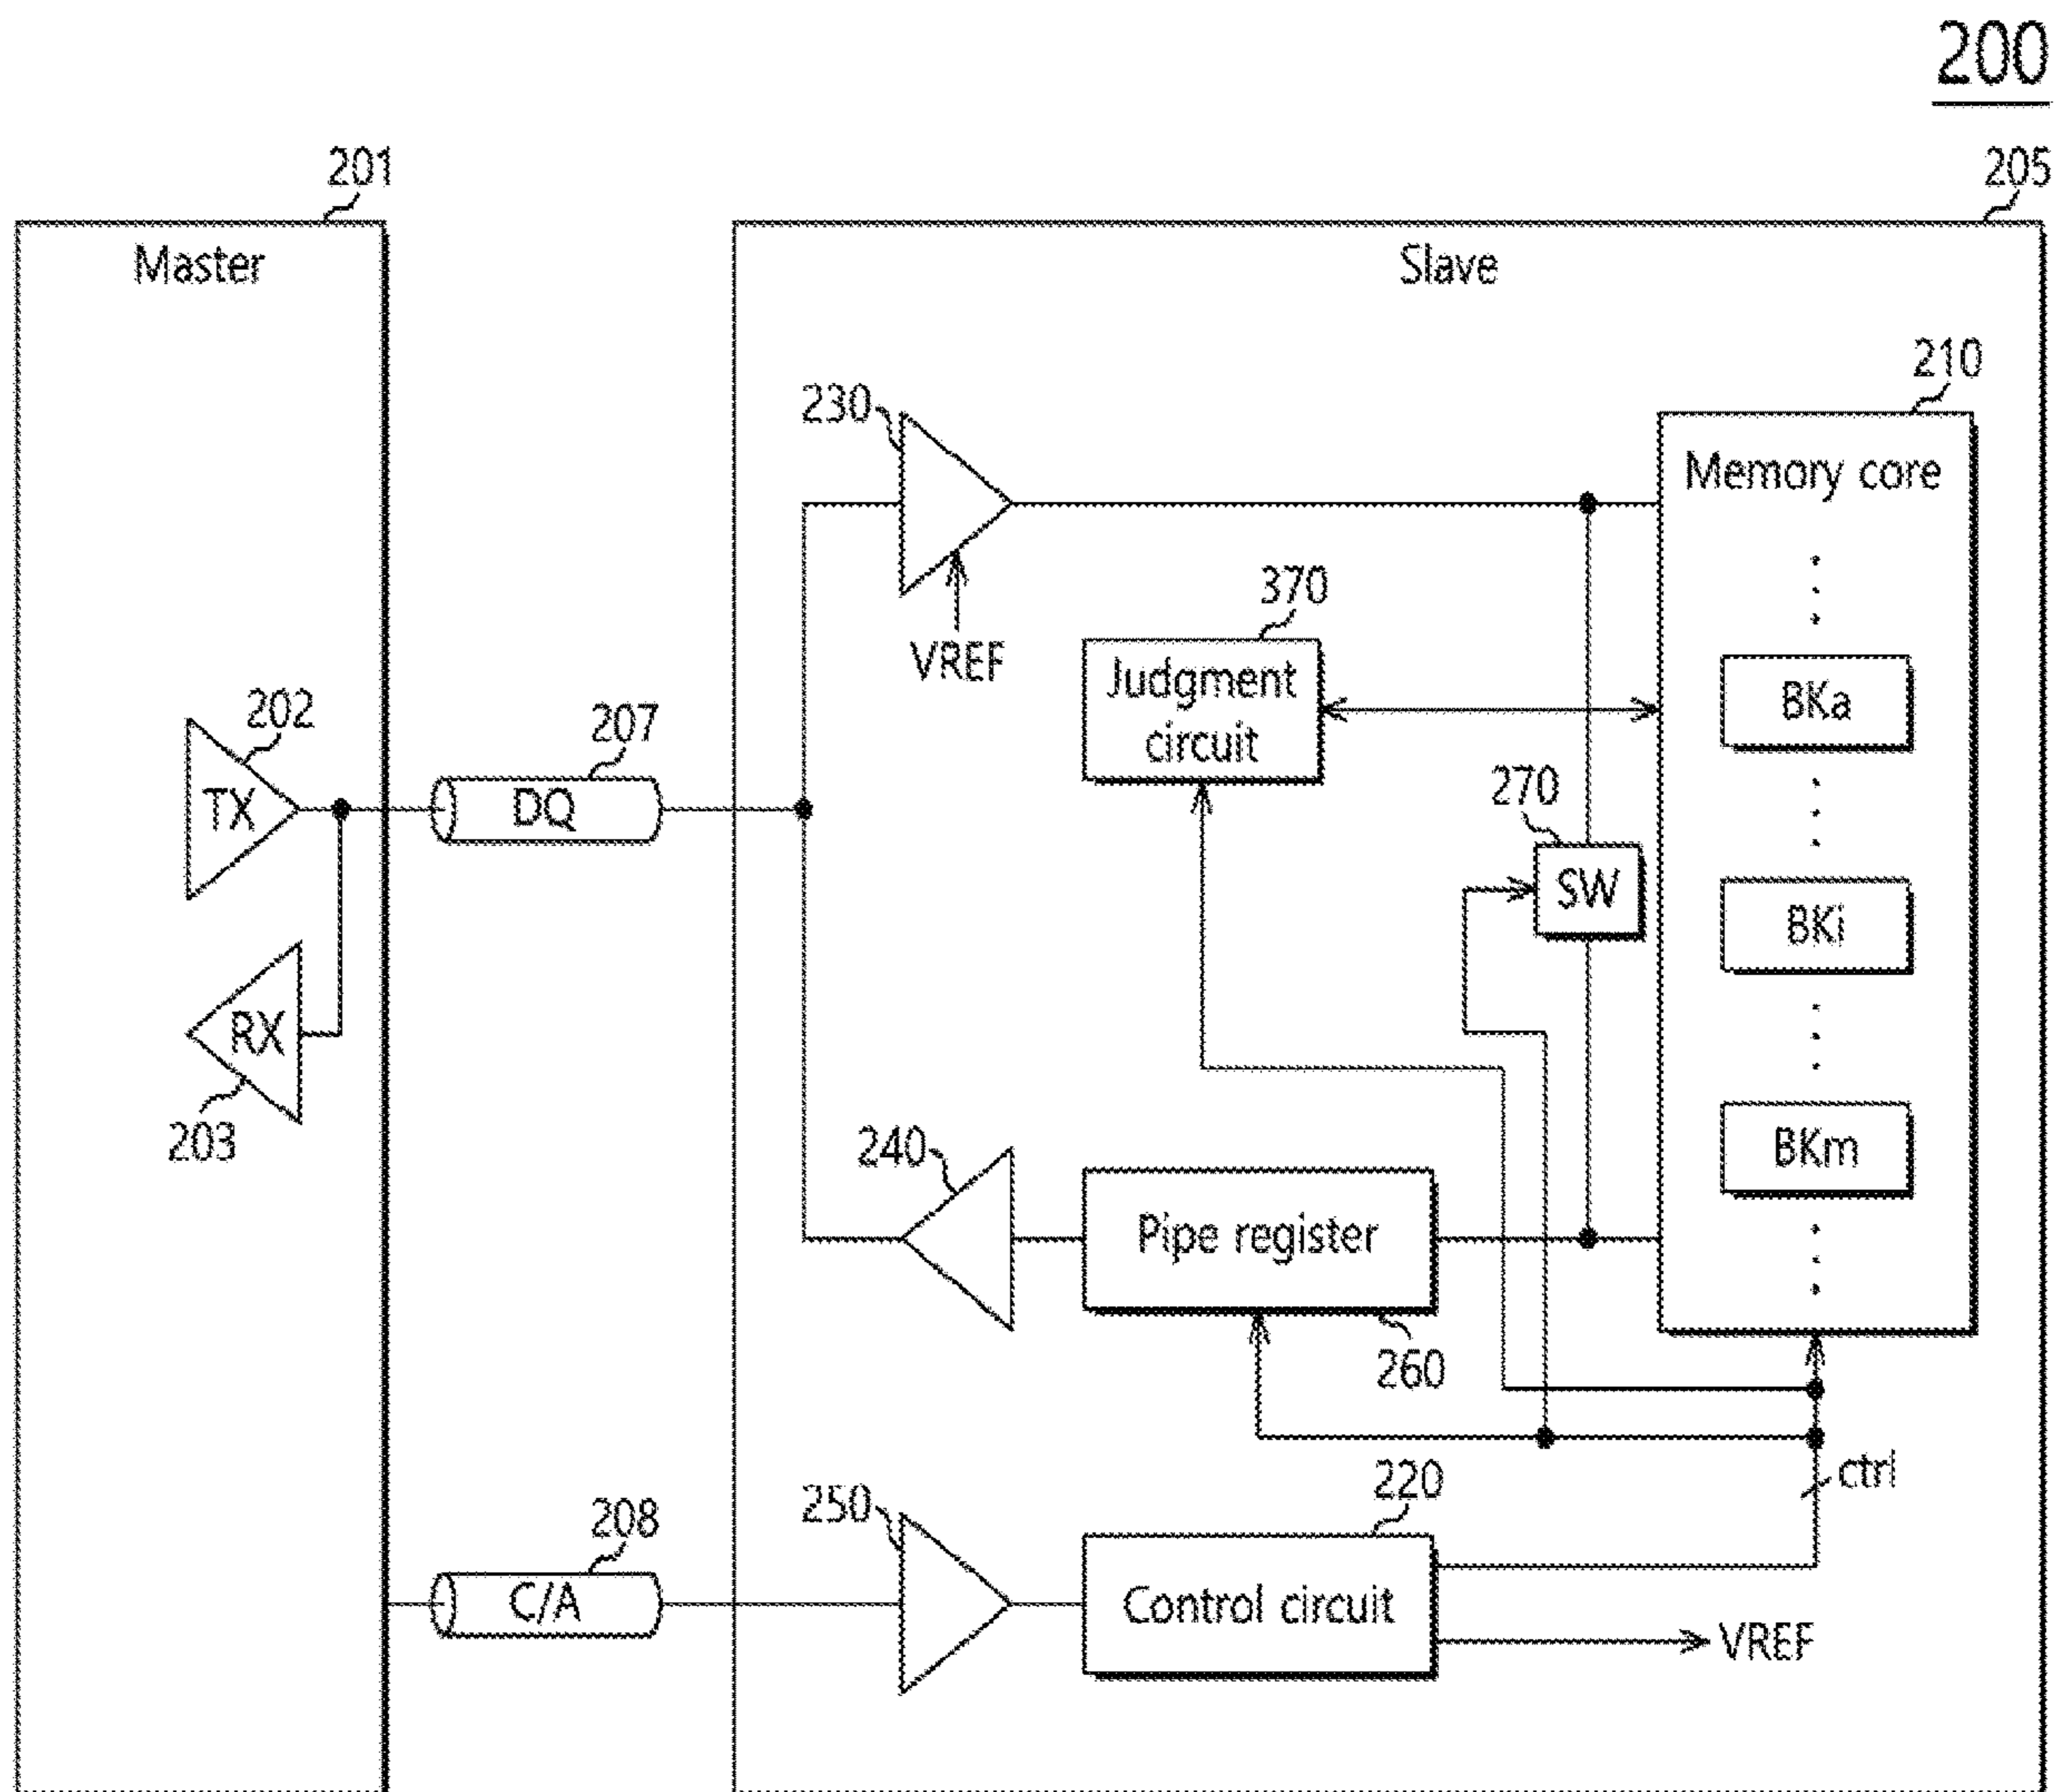 200
201
205
Master
Slave
210
230
Memory core
370
VREF
Judgment
circuit
BKa
202
207
TX
DQ
270
SW
BKi
RX
203
240
BKm
Pipe register
260
ctrl
220
250
208
C/A
Control circuit
VREF